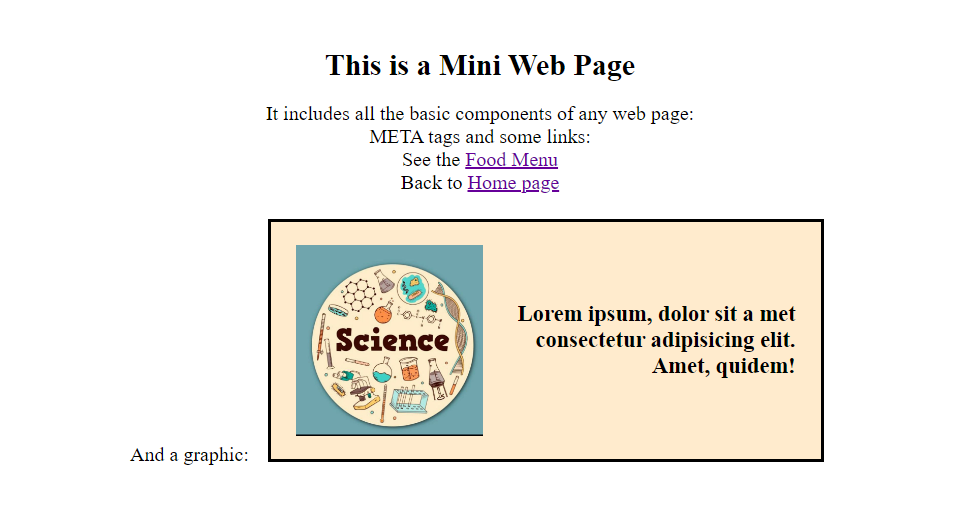 This is a Mini Web Page
It includes all the basic components of any web page:
META tags and some links:
See the Food Menu
Back to Home page
Science
Lorem ipsum, dolor sit a met
consectetur adipisicing elit.
Amet, quidem!
And a graphic: